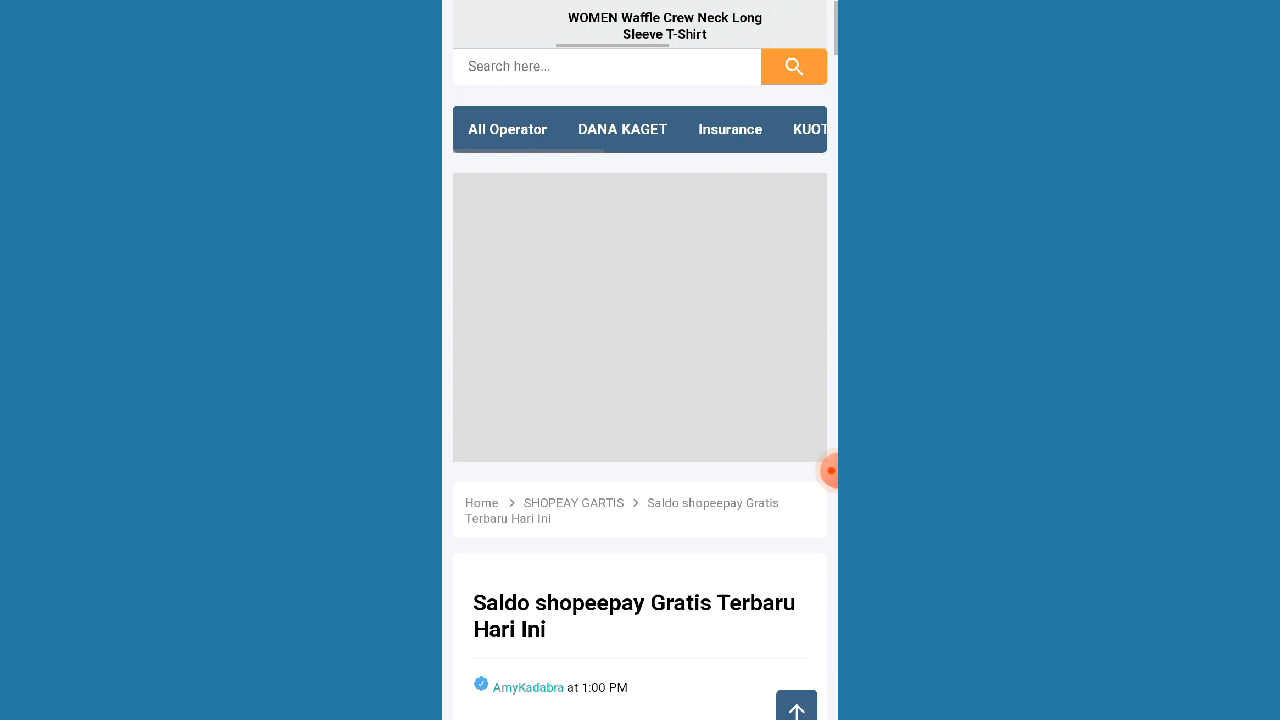 WOMEN Waffle Crew Neck Long
Sleeve T-Shirt
Search here...
All Operator DANA KAGET Insurance KUOT
Home > SHOPEAY GARTIS > Saldo shopeepay Gratis
Terbaru Hari Ini
Saldo shopeepay Gratis Terbaru
Hari Ini
AmyKadabra at 1:00 PM